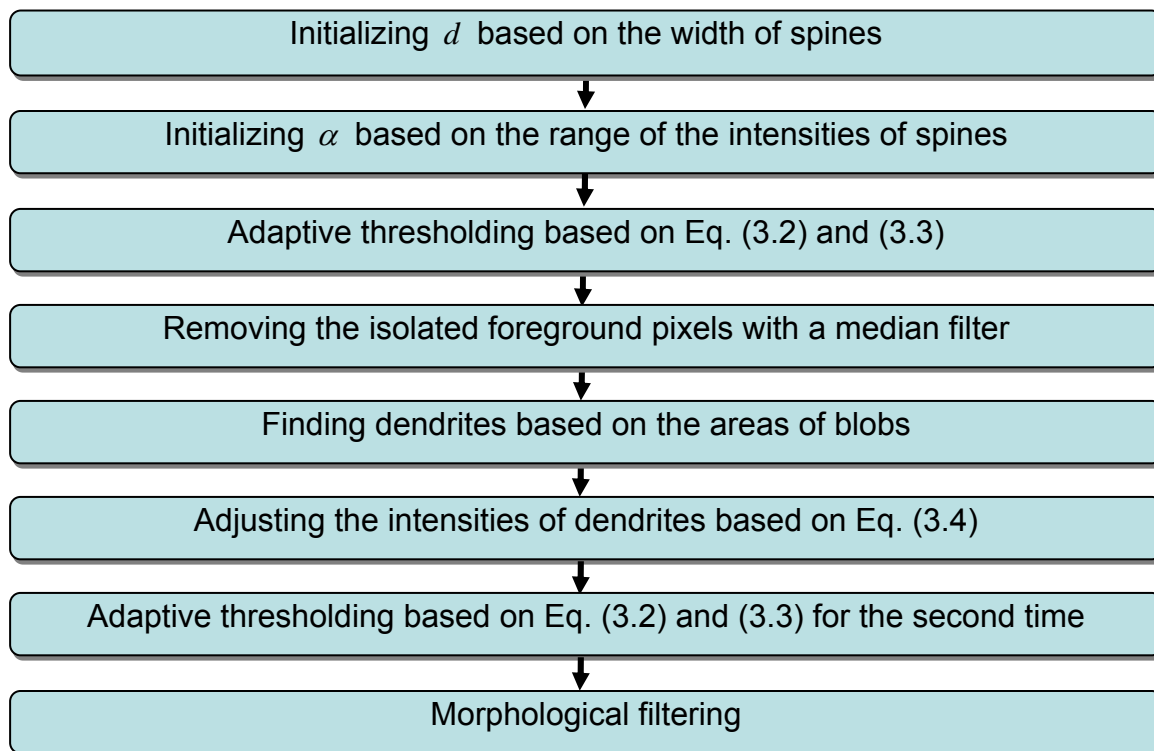 Initializing d based on the width of spines
Initializing α based on the range of the intensities of spines
Adaptive thresholding based on Eq. (3.2) and (3.3)
Removing the isolated foreground pixels with a median filter
Finding dendrites based on the areas of blobs
Adjusting the intensities of dendrites based on Eq. (3.4)
Adaptive thresholding based on Eq. (3.2) and (3.3) for the second time
Morphological filtering